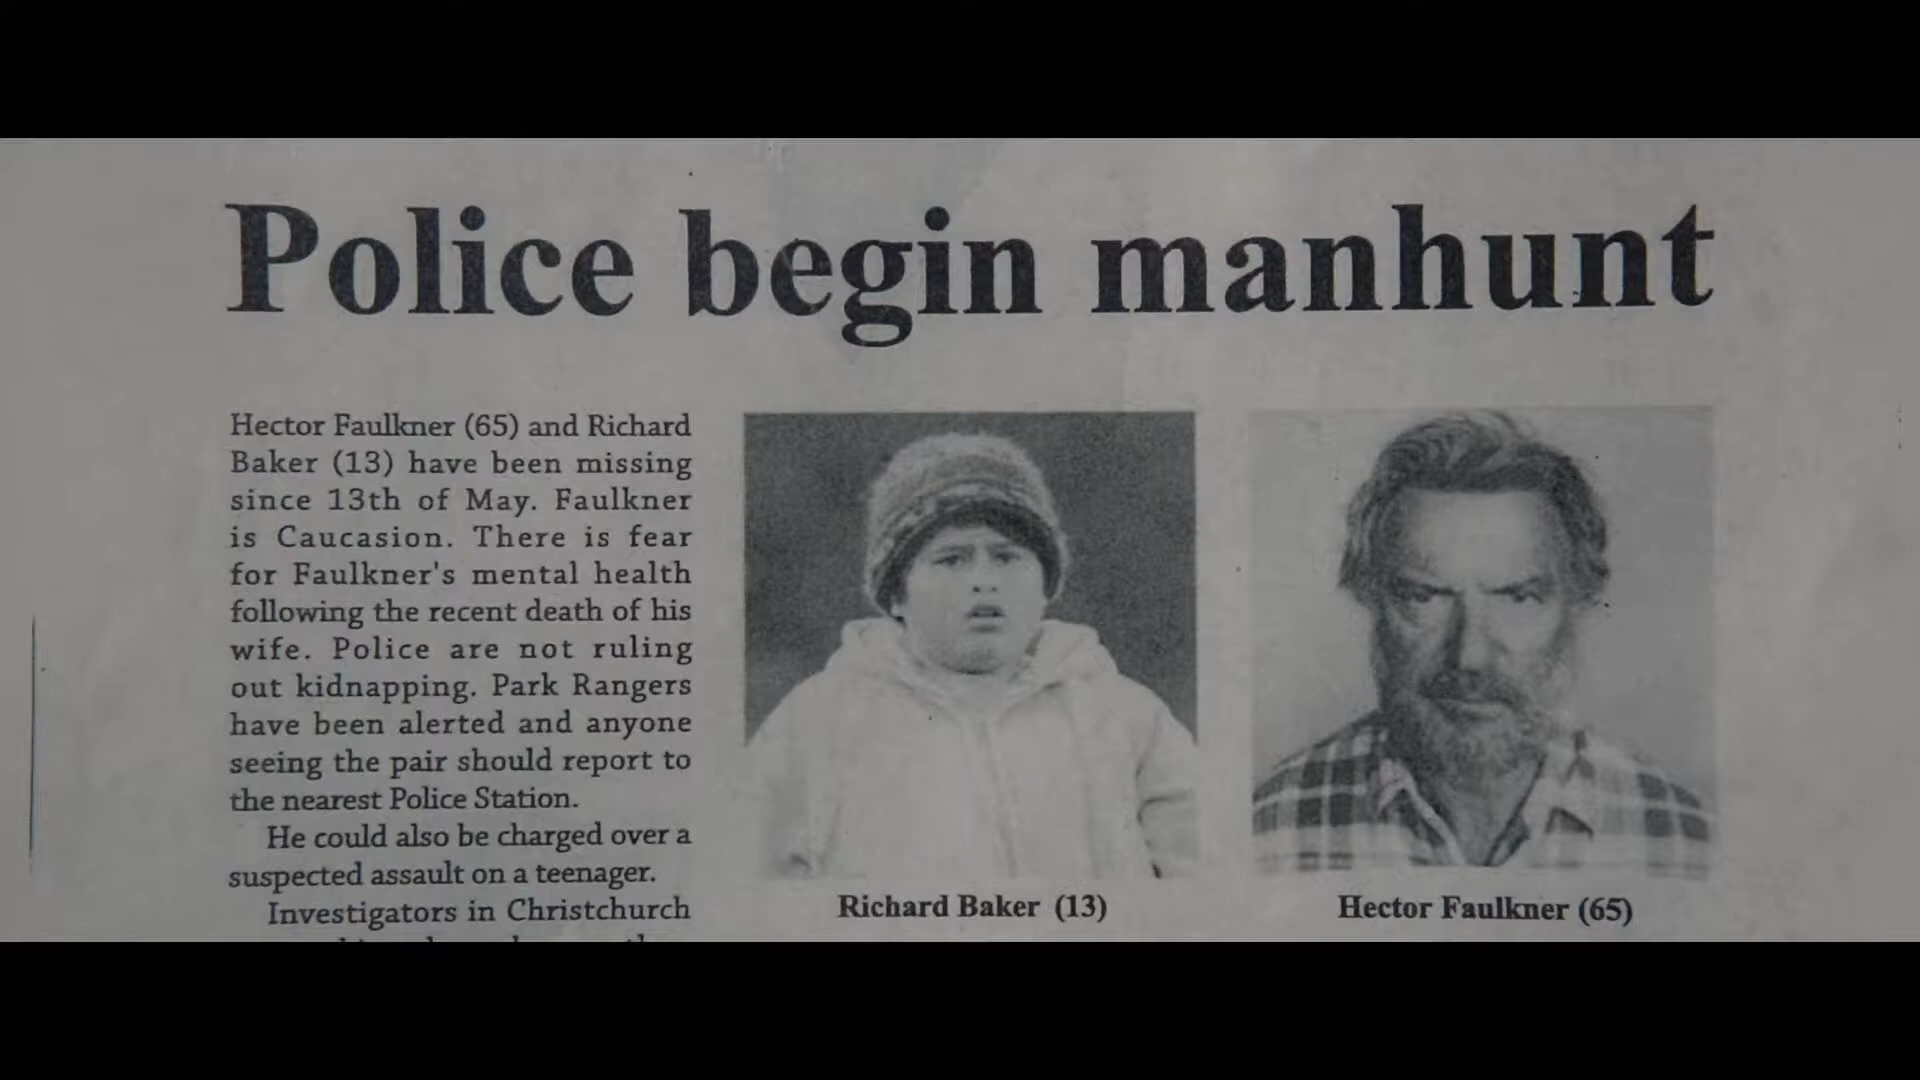 Police begin manhunt
Hector Faulkner (65) and Richard
Baker (13) have been missing
since 13th of May. Faulkner
is Caucasion. There is fear
for Faulkner's mental health
following the recent death of his
wife. Police are not ruling
out kidnapping. Park Rangers
have been alerted and anyone
seeing the pair should report to
the nearest Police Station.
He could also be charged over a
suspected assault on a teenager.
Investigators in Christchurch
Richard Baker (13)
Hector Faulkner (65)